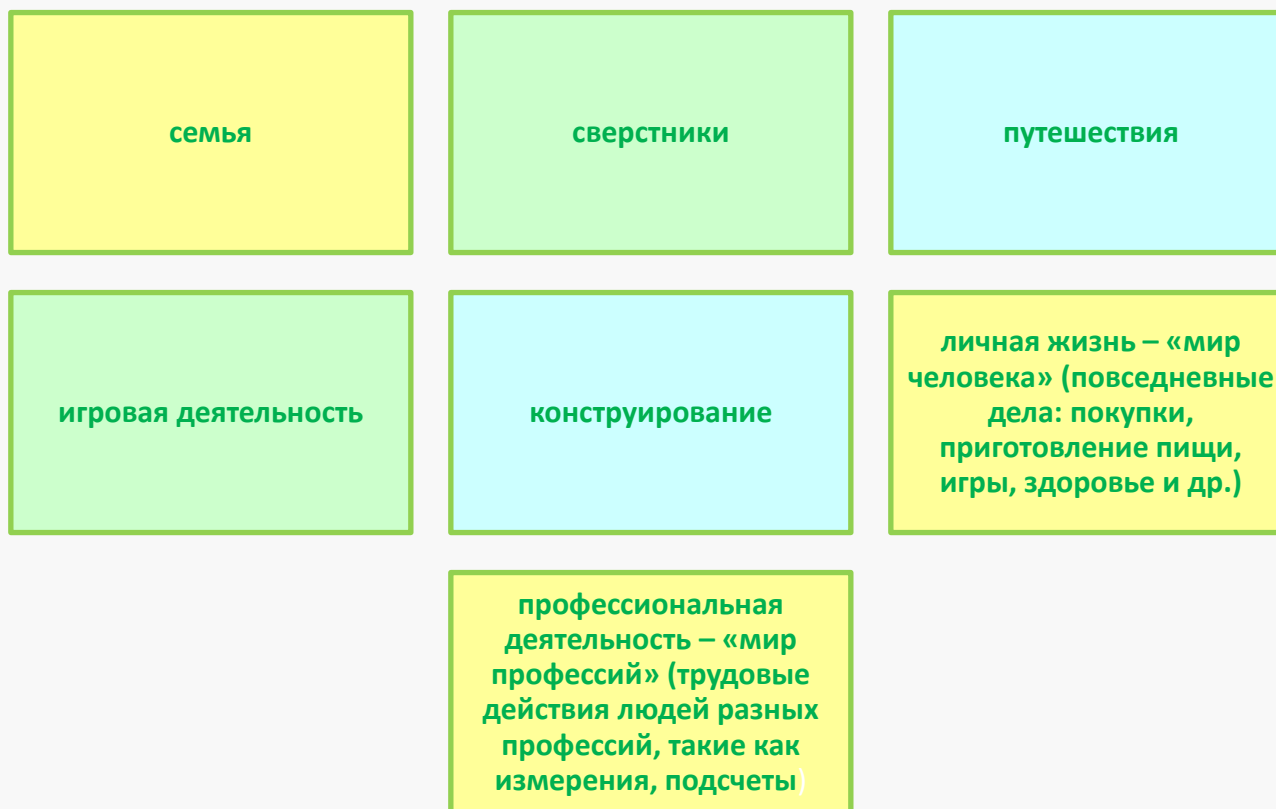 семья
сверстники
путешествия
игровая деятельность
конструирование
личная жизнь – «мир
человека» (повседневные
дела: покупки,
приготовление пищи,
игры, здоровье и др.)
профессиональная
деятельность – «мир
профессий» (трудовые
действия людей разных
профессий, такие как
измерения, подсчеты)